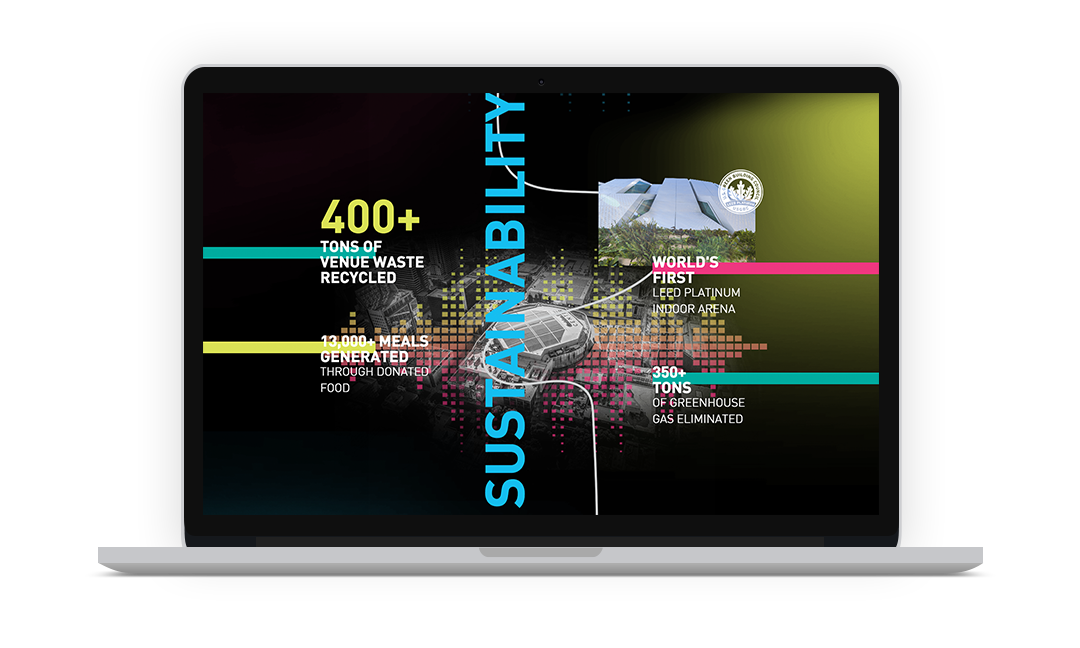 SUSTAINABILITY
400+
TONS OF
VENUE WASTE
RECYCLED
13,000+ MEALS
GENERATED
THROUGH DONATED
FOOD
WORLD'S
FIRST
LEED PLATINUM
INDOOR ARENA
350+
TONS
OF GREENHOUSE
GAS ELIMINATED